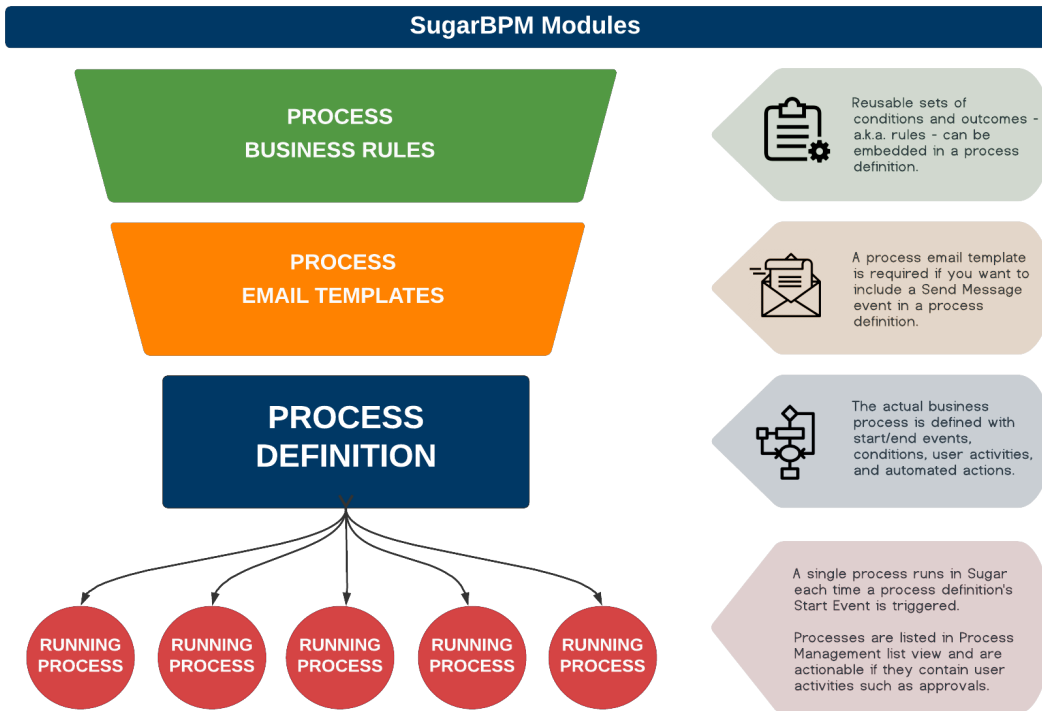 SugarBPM Modules
PROCESS
BUSINESS RULES
Reusable sets of
conditions and outcomes -
a.k.a. rules - can be
embedded in a process
definition.
PROCESS
EMAIL TEMPLATES
A process email template
is required if you want to
include a Send Message
event in a process
definition.
PROCESS
DEFINITION
The actual business
process is defined with
start/end events,
conditions, user activities,
and automated actions.
RUNNING
PROCESS
RUNNING
PROCESS
RUNNING
PROCESS
RUNNING
PROCESS
RUNNING
PROCESS
A single process runs in Sugar
each time a process definition's
Start Event is triggered.
Processes are listed in Process
Management list view and are
actionable if they contain user
activities such as approvals.